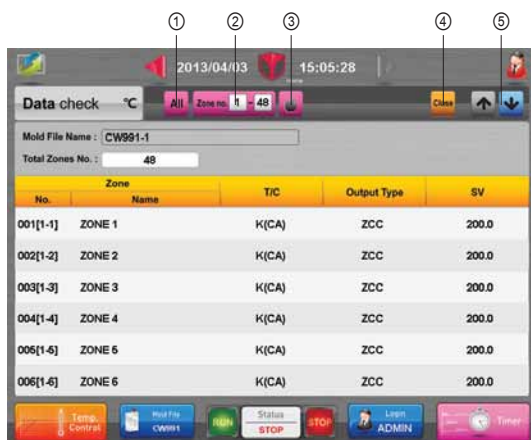 ① ② ③ ④ ⑤
2013/04/03 15:05:28
Home
Data check ℃ All Zone no. 1 - 48 Close
Mold File Name : CW991-1
Total Zones No. : 48
Zone T/C Output Type SV
No. Name
001[1-1] ZONE 1 K(CA) ZCC 200.0
002[1-2] ZONE 2 K(CA) ZCC 200.0
003[1-3] ZONE 3 K(CA) ZCC 200.0
004[1-4] ZONE 4 K(CA) ZCC 200.0
005[1-5] ZONE 5 K(CA) ZCC 200.0
006[1-6] ZONE 6 K(CA) ZCC 200.0
Temp. Control Mold File CW991 RUN Status STOP STOP Login ADMIN Timer